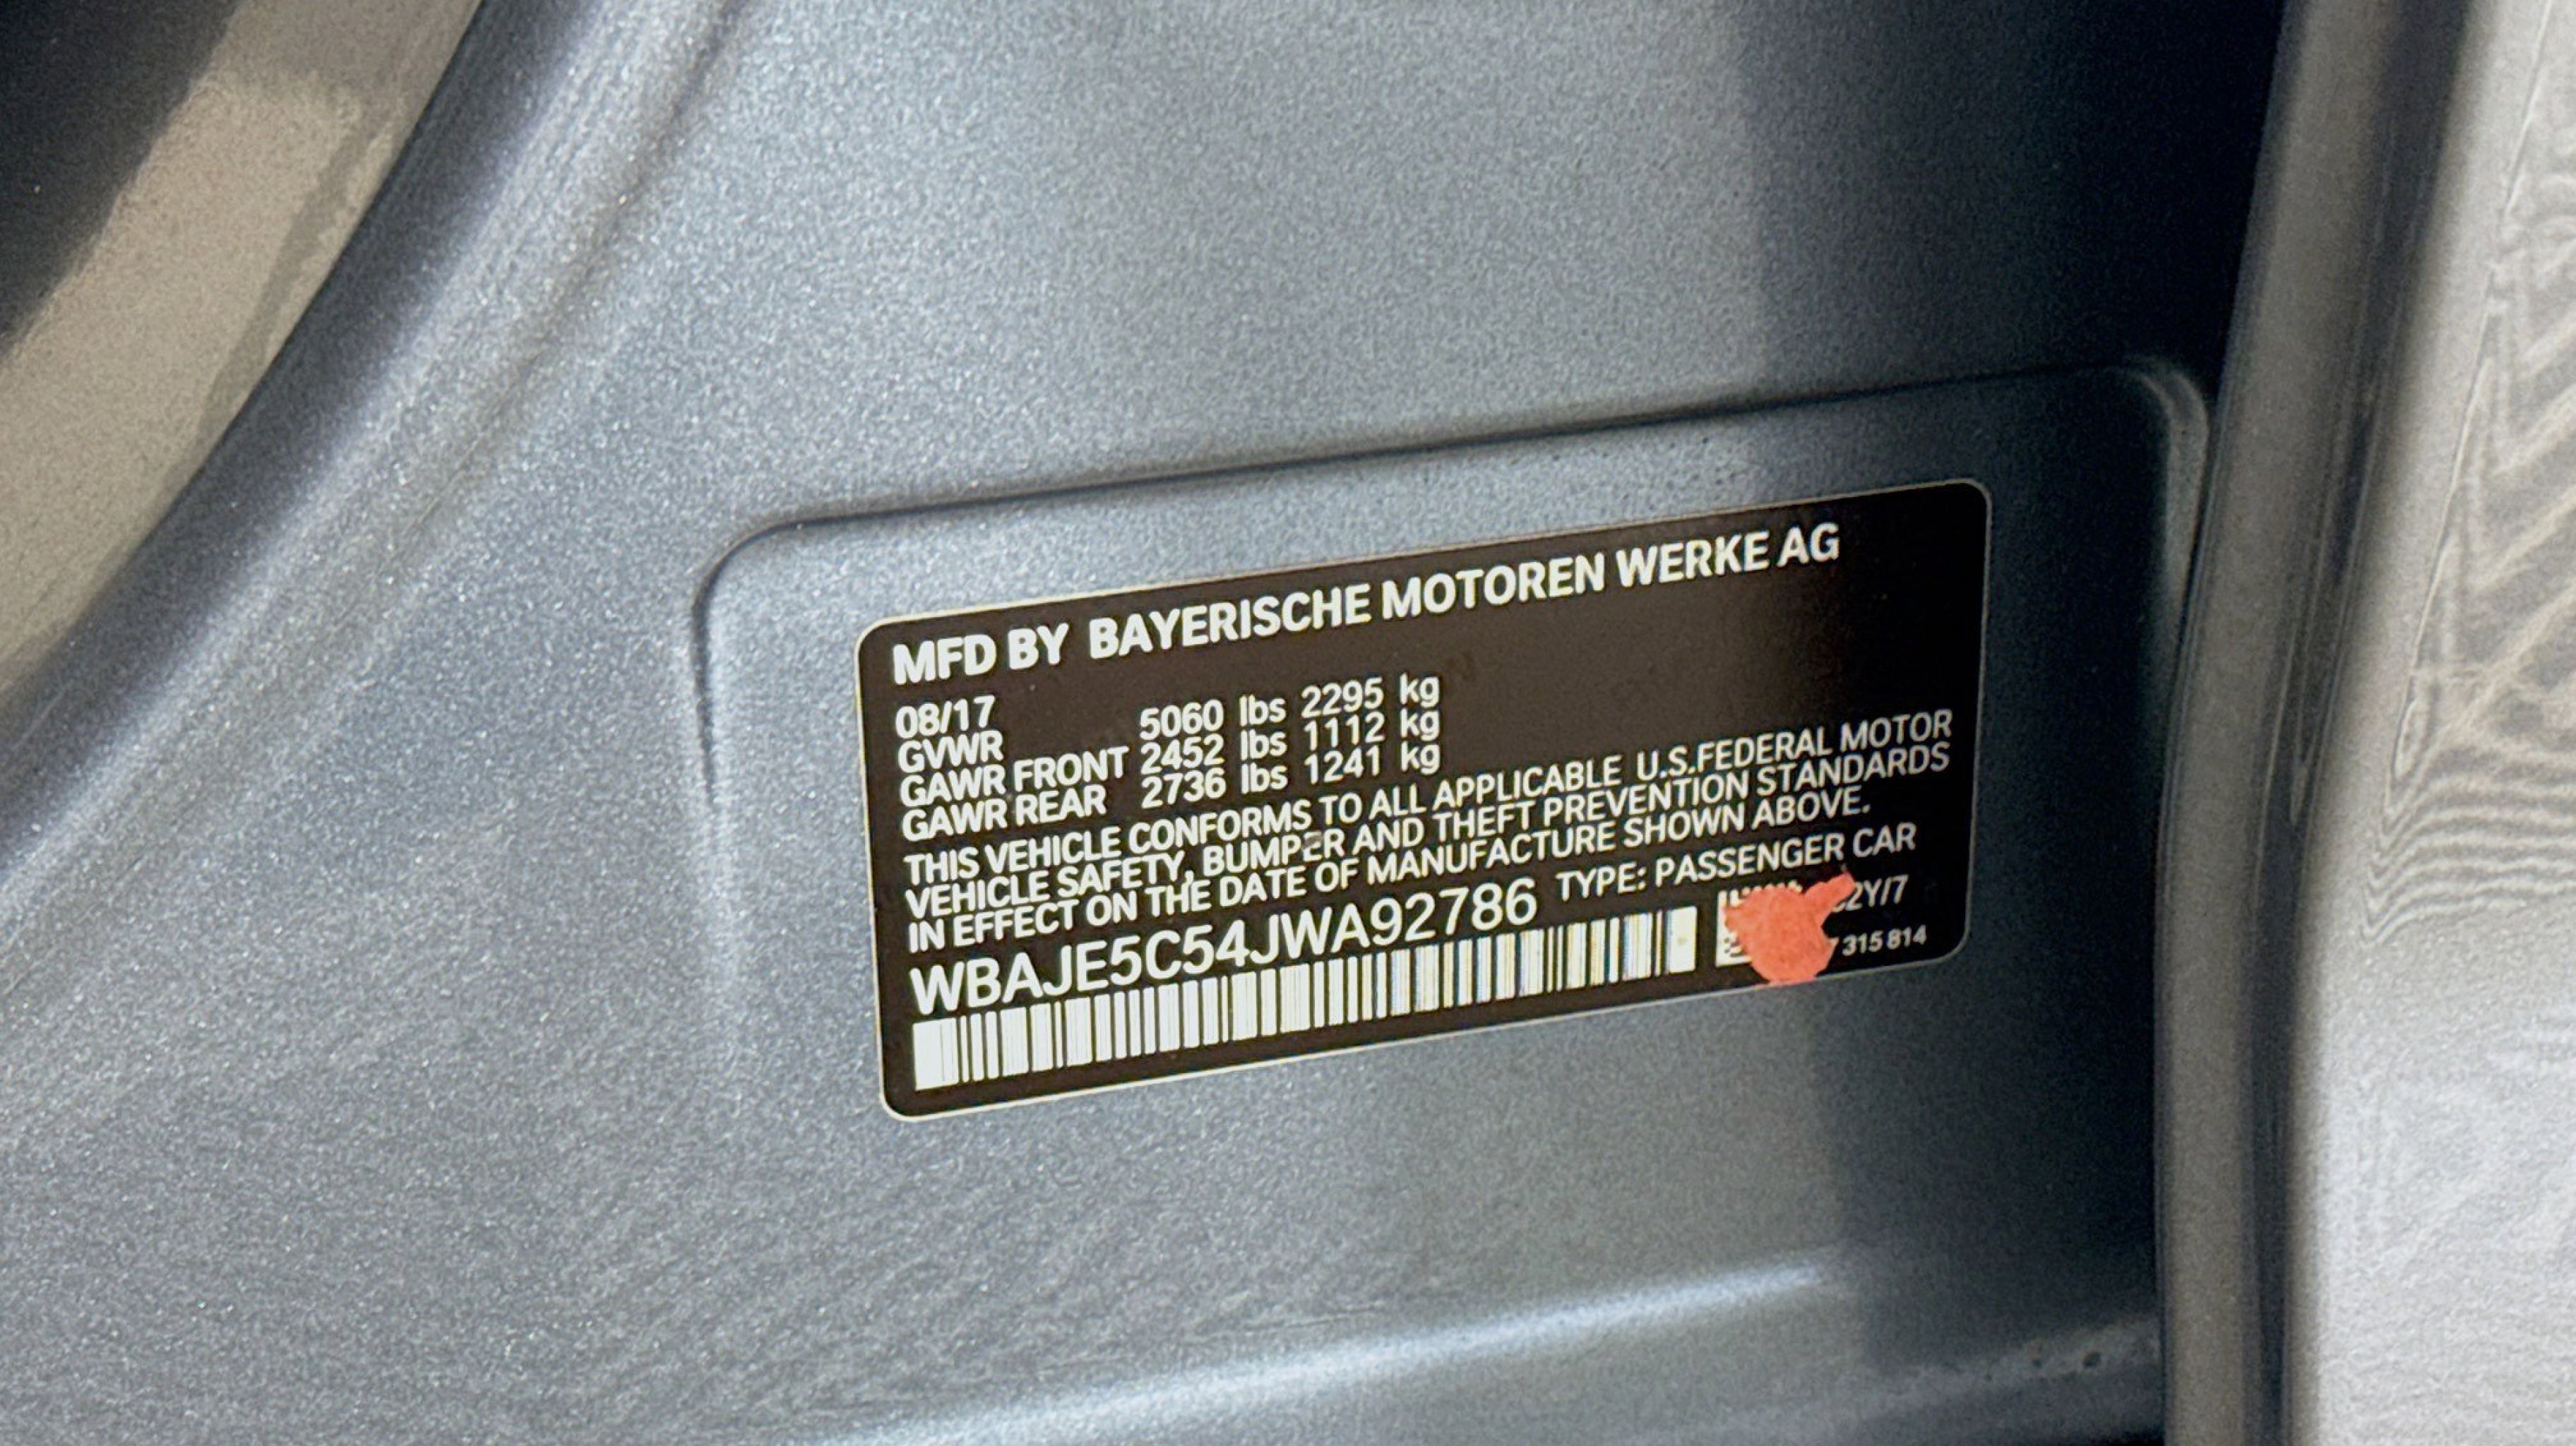 MFD BY BAYERISCHE MOTOREN WERKE AG
08/17
GVWR 5060 lbs 2295 kg
GAWR FRONT 2452 lbs 1112 kg
GAWR REAR 2736 lbs 1241 kg
THIS VEHICLE CONFORMS TO ALL APPLICABLE U.S.FEDERAL MOTOR
VEHICLE SAFETY, BUMPER AND THEFT PREVENTION STANDARDS
IN EFFECT ON THE DATE OF MANUFACTURE SHOWN ABOVE.
WBAJE5C54JWA92786 TYPE: PASSENGER CAR
315 814